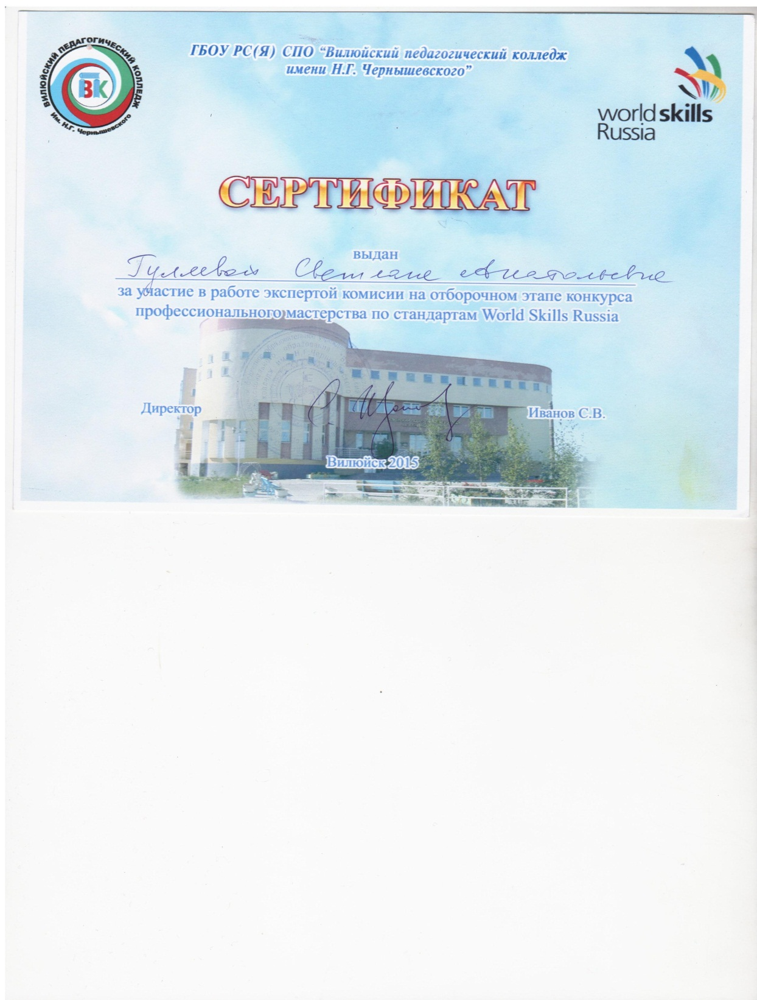 ГБОУ РС(Я) СПО “Вилюйский педагогический колледж
имени Н.Г. Чернышевского”
ВИЛЮЙСКИЙ ПЕДАГОГИЧЕСКИЙ КОЛЛЕДЖ
ВК
Им. Н.Г. Чернышевского
world skills
Russia
СЕРТИФИКАТ
выдан
Светлане Анатольевне
за участие в работе экспертой комисии на отборочном этапе конкурса
профессионального мастерства по стандартам World Skills Russia
Директор
Иванов С.В.
Вилюйск 2015